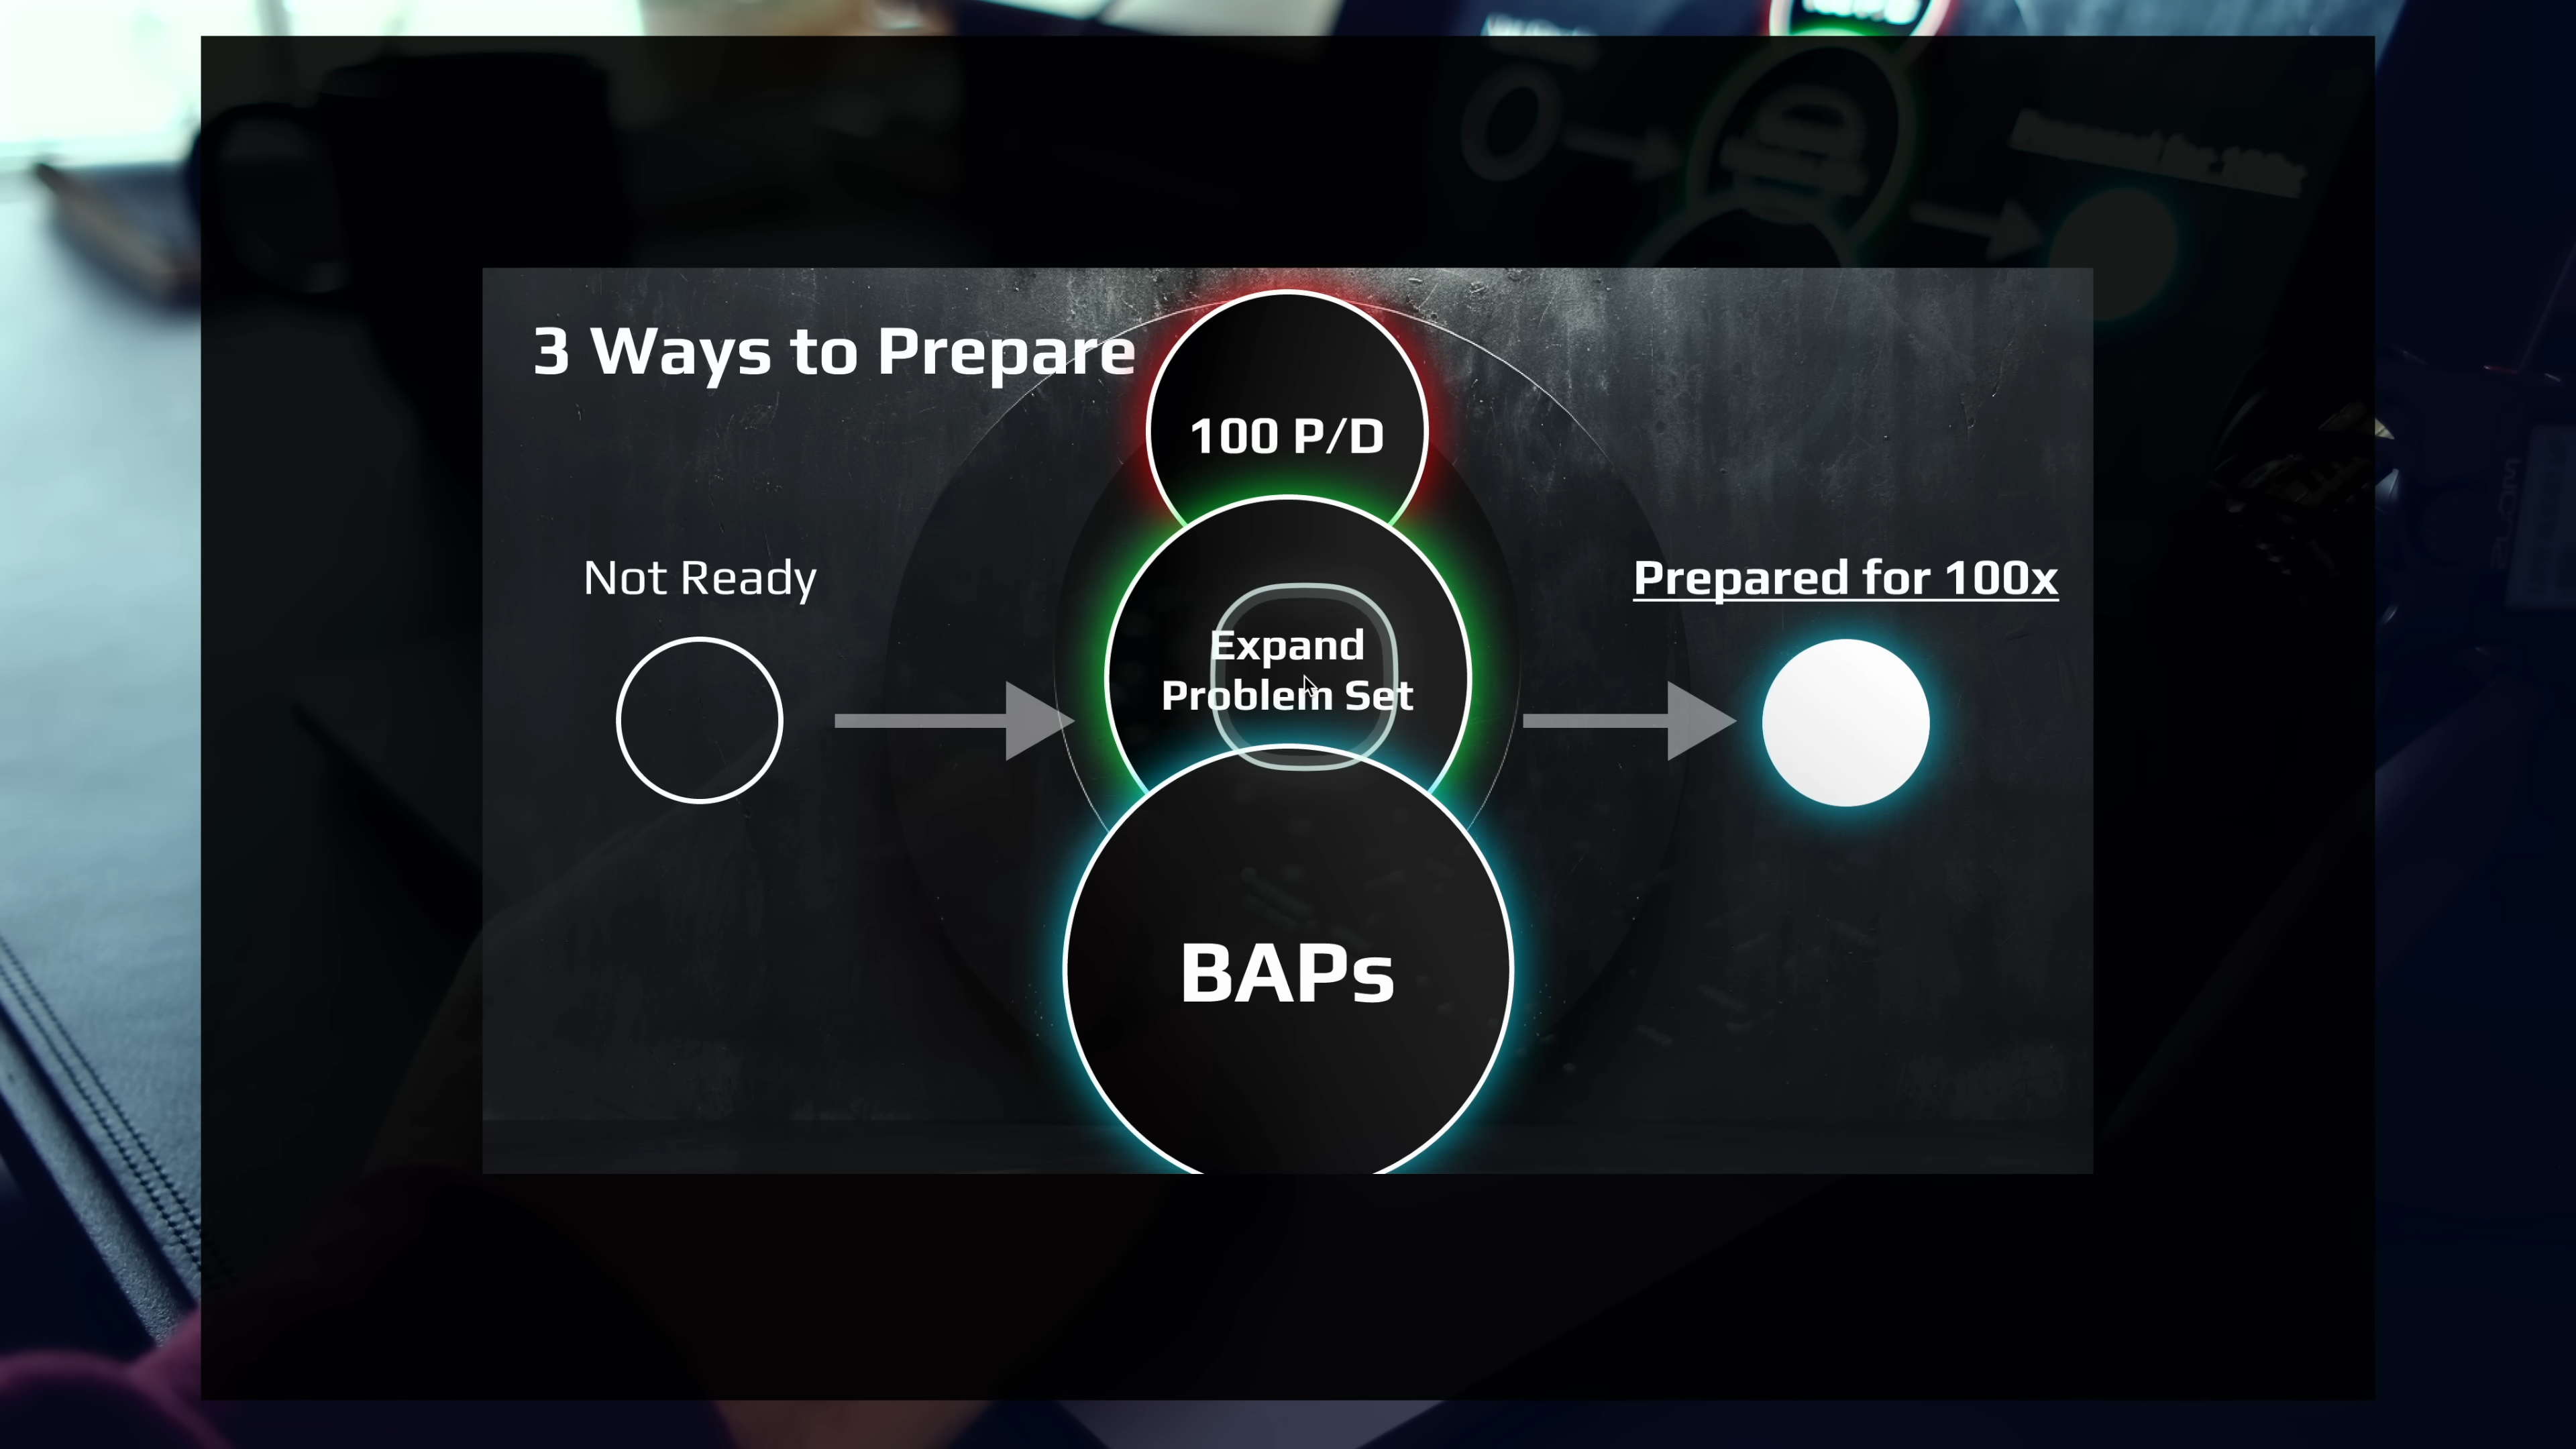 3 Ways to Prepare
100 P/D
Not Ready
Expand
Problem Set
Prepared for 100x
BAPs